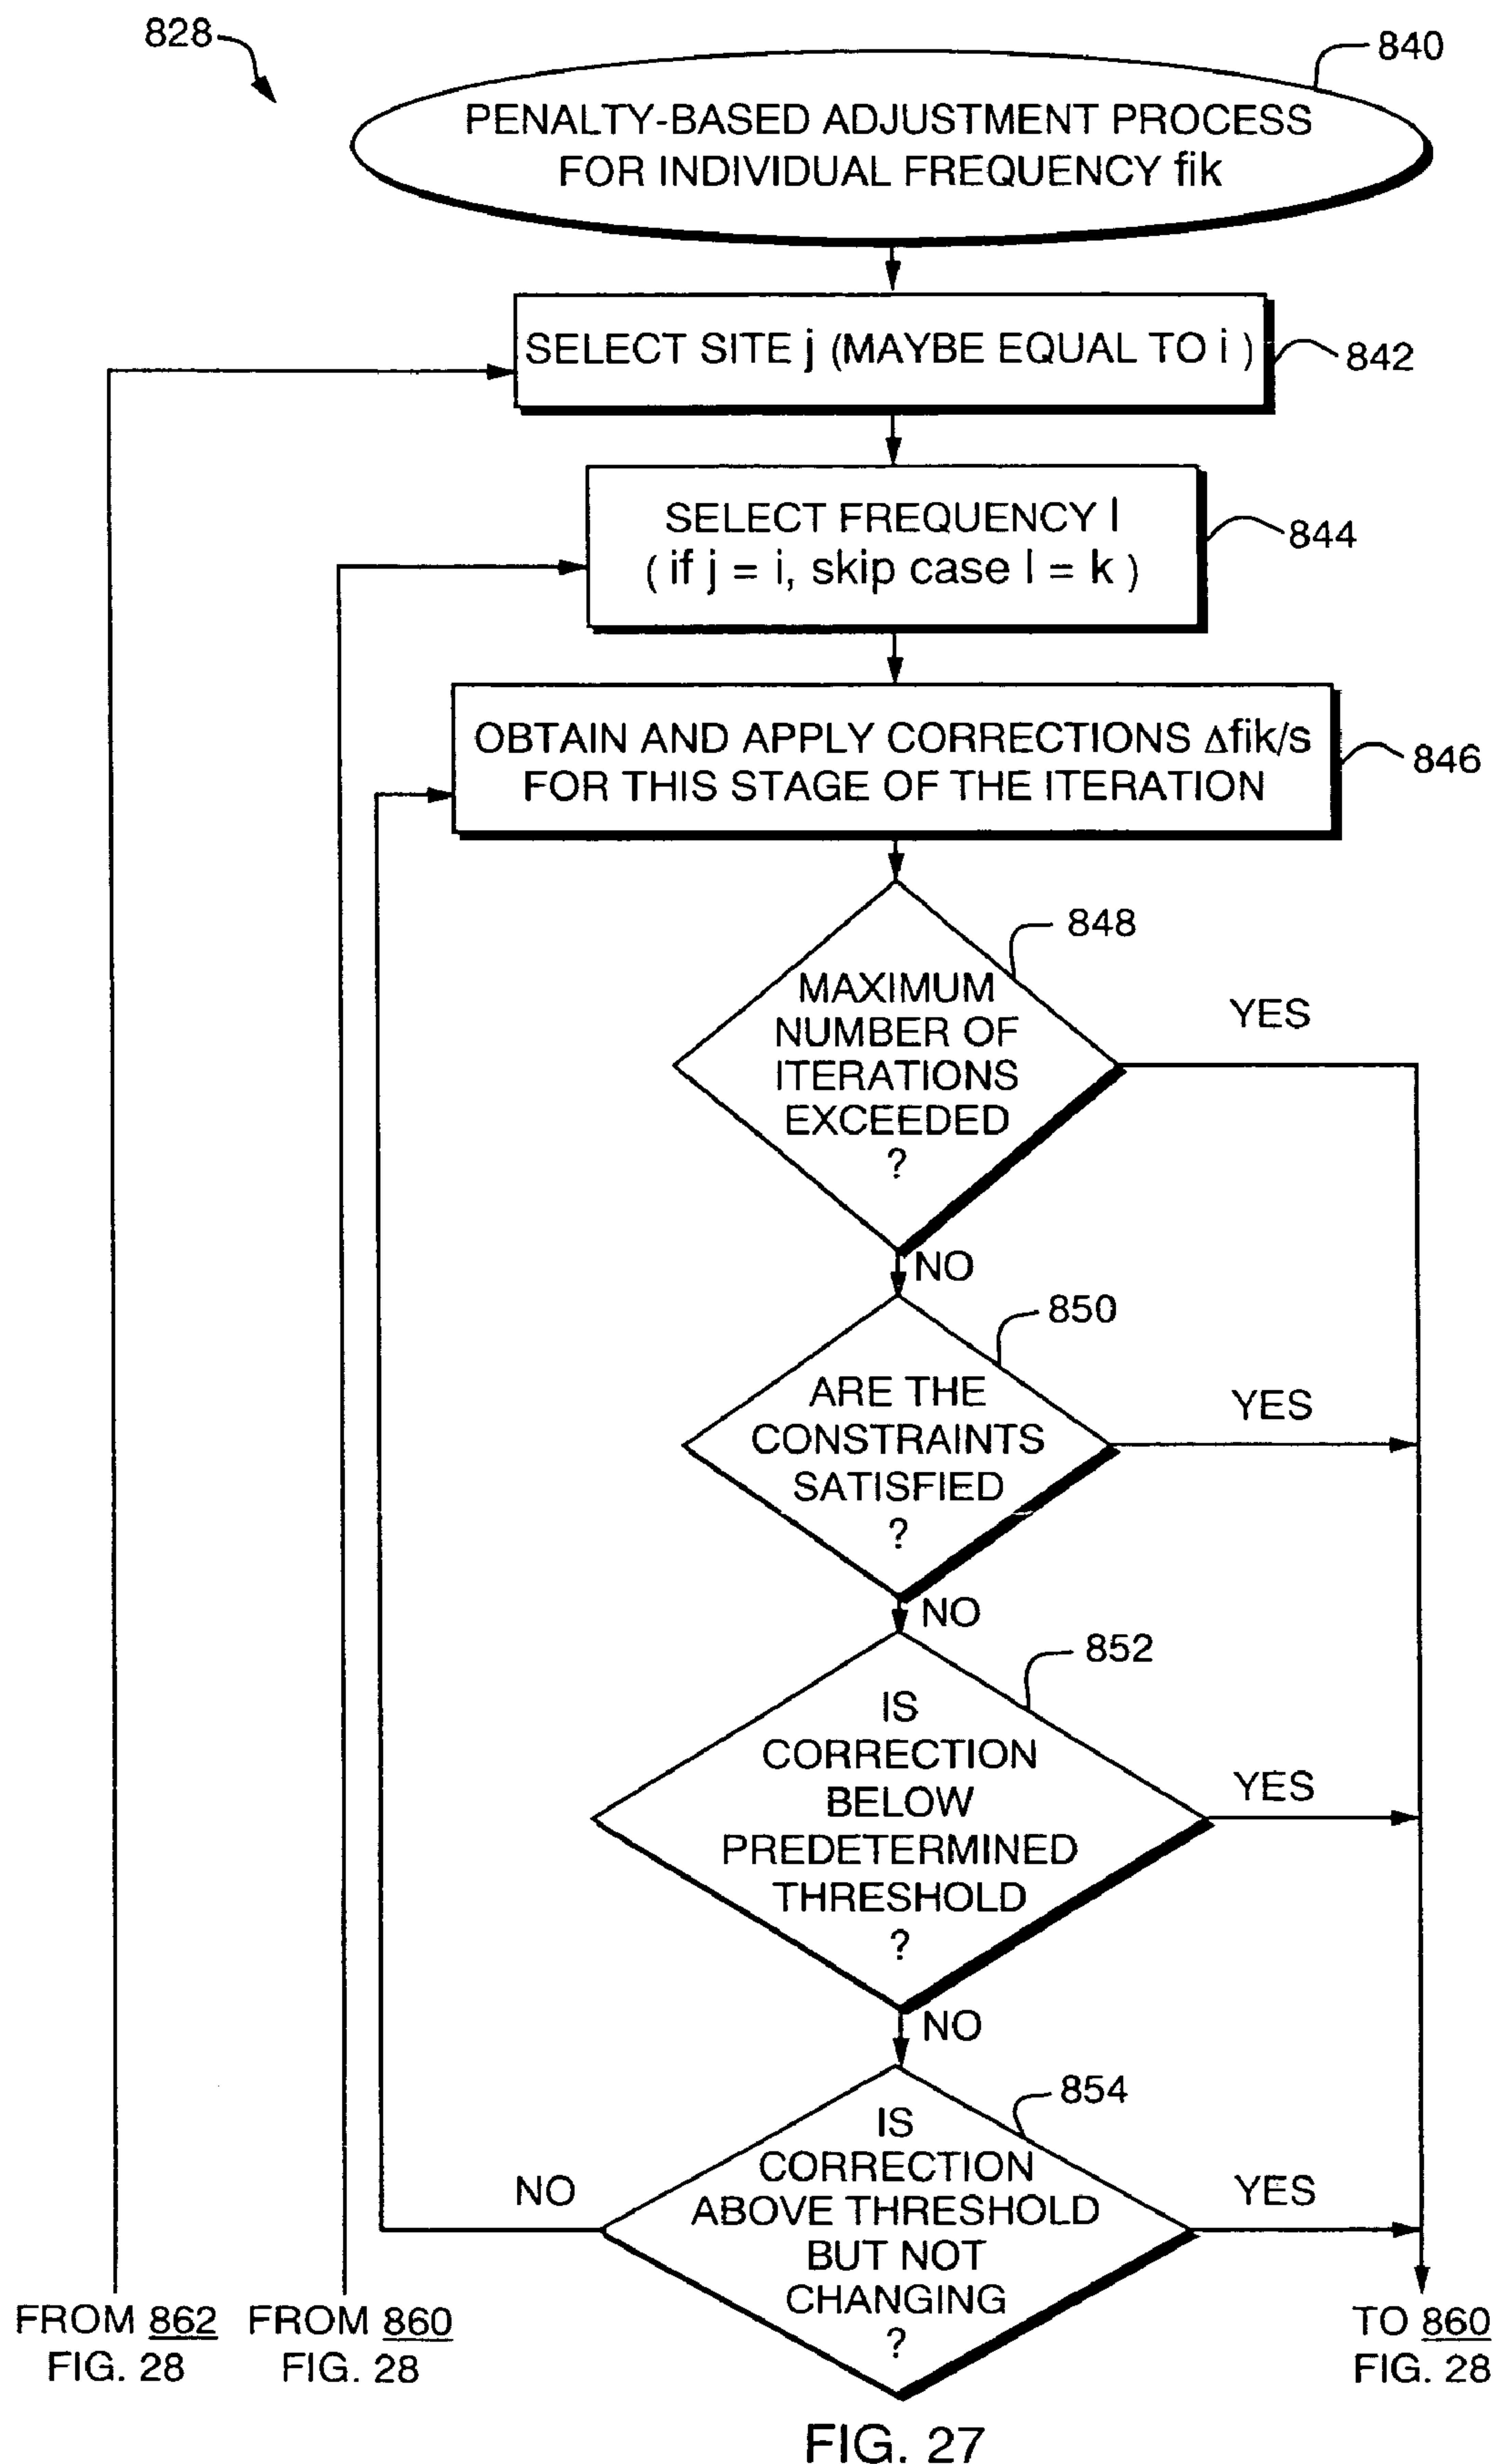 828
840
PENALTY-BASED ADJUSTMENT PROCESS
FOR INDIVIDUAL FREQUENCY fik
SELECT SITE j (MAYBE EQUAL TO i )
842
SELECT FREQUENCY l
( if j = i, skip case l = k )
844
OBTAIN AND APPLY CORRECTIONS Δfik/s
FOR THIS STAGE OF THE ITERATION
846
848
MAXIMUM
NUMBER OF
ITERATIONS
EXCEEDED
?
YES
NO
850
ARE THE
CONSTRAINTS
SATISFIED
?
YES
NO
852
IS
CORRECTION
BELOW
PREDETERMINED
THRESHOLD
?
YES
NO
854
IS
CORRECTION
ABOVE THRESHOLD
BUT NOT
CHANGING
?
NO
YES
FROM 862
FIG. 28
FROM 860
FIG. 28
TO 860
FIG. 28
FIG. 27